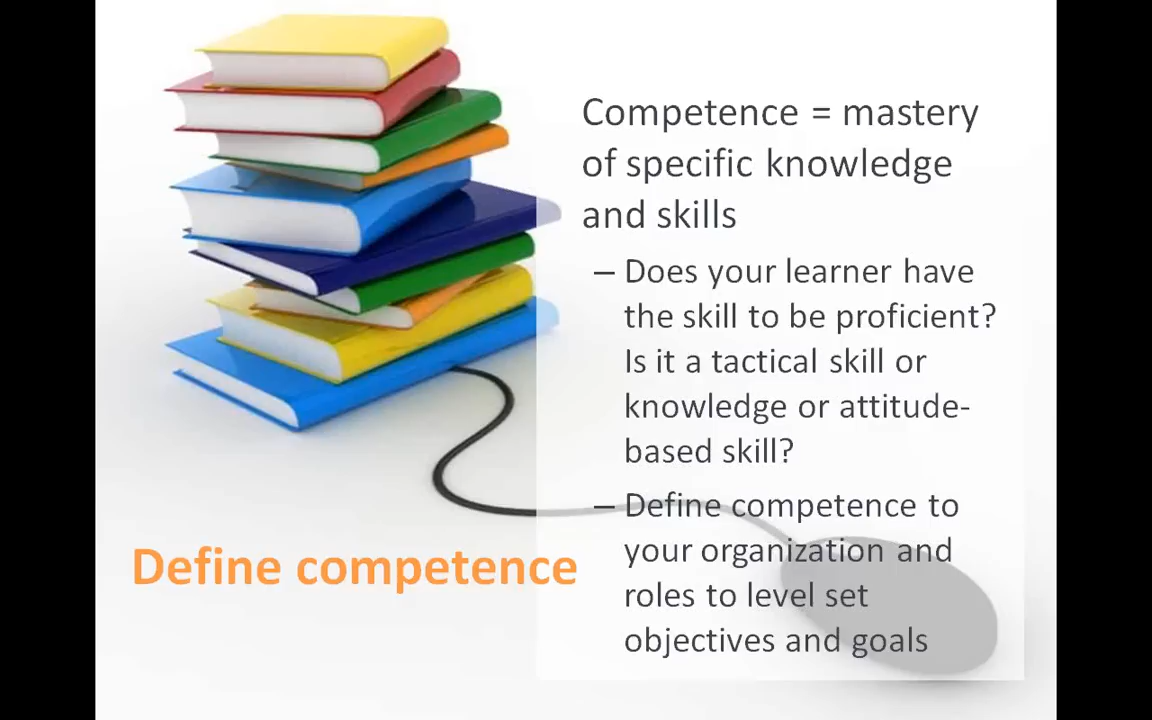 Competence = mastery
of specific knowledge
and skills
– Does your learner have
the skill to be proficient?
Is it a tactical skill or
knowledge or attitude-
based skill?
– Define competence to
your organization and
roles to level set
objectives and goals
Define competence